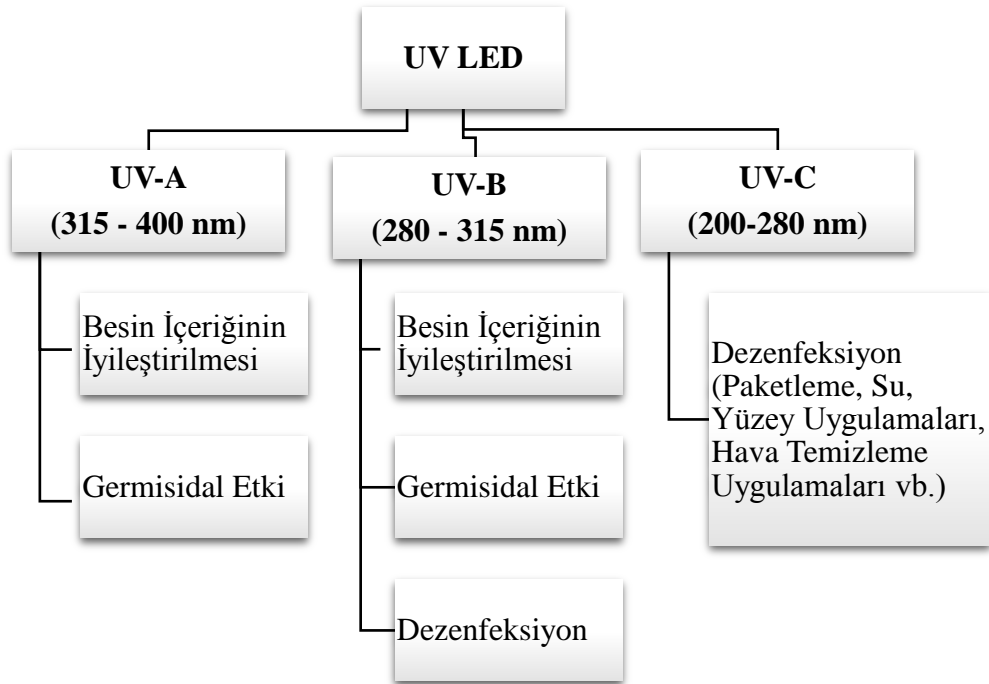 UV LED
UV-A
(315 - 400 nm)
UV-B
(280 - 315 nm)
UV-C
(200-280 nm)
Besin İçeriğinin
İyileştirilmesi
Germisidal Etki
Besin İçeriğinin
İyileştirilmesi
Germisidal Etki
Dezenfeksiyon
Dezenfeksiyon
(Paketleme, Su,
Yüzey Uygulamaları,
Hava Temizleme
Uygulamaları vb.)